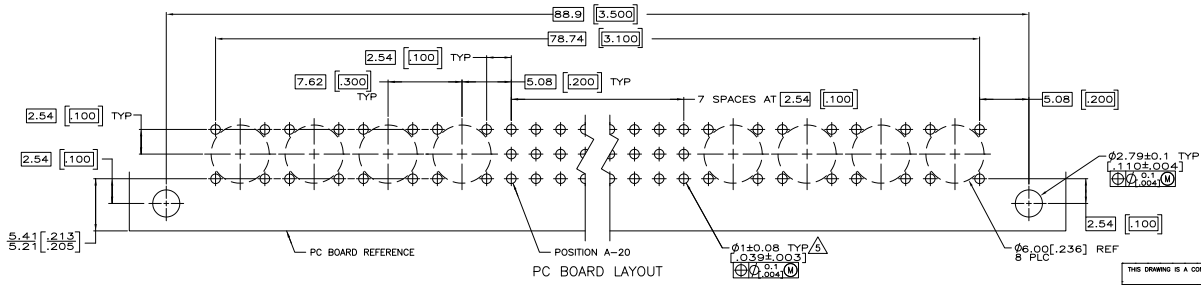 88.9 [3.500]
78.74 [3.100]
2.54 [.100] TYP
7.62 [.300] TYP
5.08 [.200] TYP
7 SPACES AT 2.54 [.100]
5.08 [.200]
2.54 [.100] TYP
2.54 [.100]
Ø2.79±0.1 TYP
[.110±.004]
⌖ Ø 0.1 [.004] Ⓜ
2.54 [.100]
5.41 [.213]
5.21 [.205]
PC BOARD REFERENCE
POSITION A-20
Ø1±0.08 TYP 5
[.039±.003]
⌖ Ø 0.1 [.004] Ⓜ
Ø6.00[.236] REF
8 PLC
PC BOARD LAYOUT
THIS DRAWING IS A CO